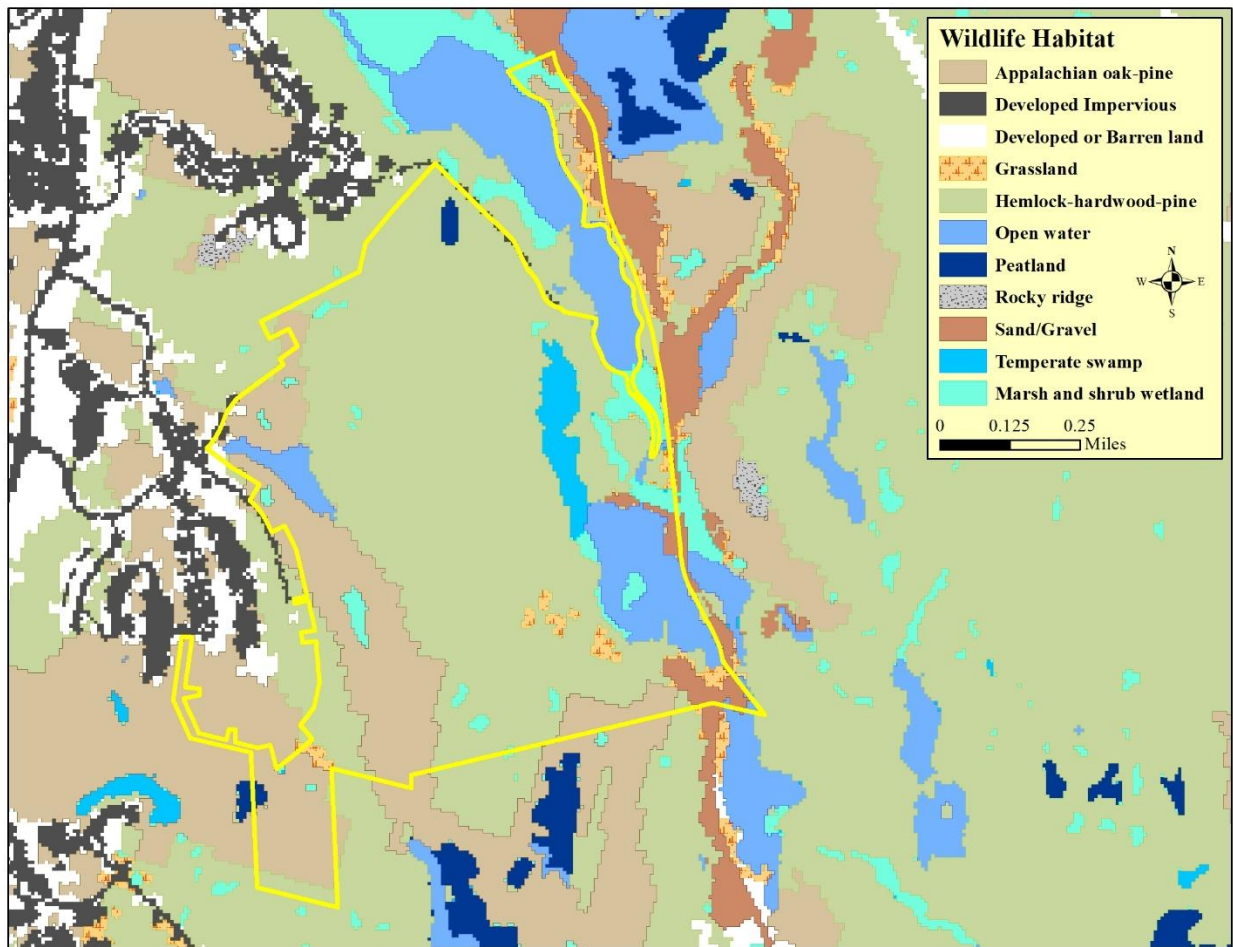 Wildlife Habitat
Appalachian oak-pine
Developed Impervious
Developed or Barren land
Grassland
Hemlock-hardwood-pine
Open water
Peatland
Rocky ridge
Sand/Gravel
Temperate swamp
Marsh and shrub wetland
N
W E
S
0 0.125 0.25
Miles